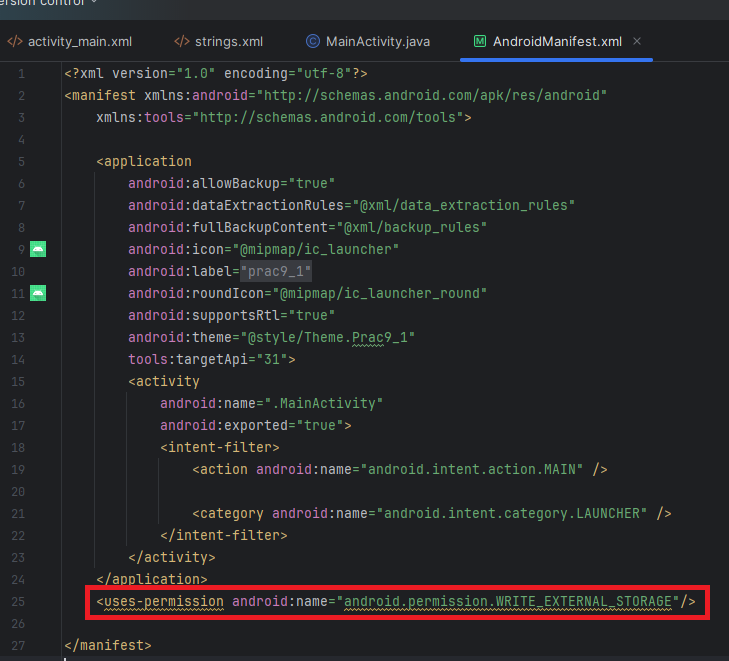 ersion control
activity_main.xml strings.xml MainActivity.java AndroidManifest.xml
1 <?xml version="1.0" encoding="utf-8"?>
2 <manifest xmlns:android="http://schemas.android.com/apk/res/android"
3 xmlns:tools="http://schemas.android.com/tools">
4
5 <application
6 android:allowBackup="true"
7 android:dataExtractionRules="@xml/data_extraction_rules"
8 android:fullBackupContent="@xml/backup_rules"
9 android:icon="@mipmap/ic_launcher"
10 android:label="prac9_1"
11 android:roundIcon="@mipmap/ic_launcher_round"
12 android:supportsRtl="true"
13 android:theme="@style/Theme.Prac9_1"
14 tools:targetApi="31">
15 <activity
16 android:name=".MainActivity"
17 android:exported="true">
18 <intent-filter>
19 <action android:name="android.intent.action.MAIN" />
20
21 <category android:name="android.intent.category.LAUNCHER" />
22 </intent-filter>
23 </activity>
24 </application>
25 <uses-permission android:name="android.permission.WRITE_EXTERNAL_STORAGE"/>
26
27 </manifest>